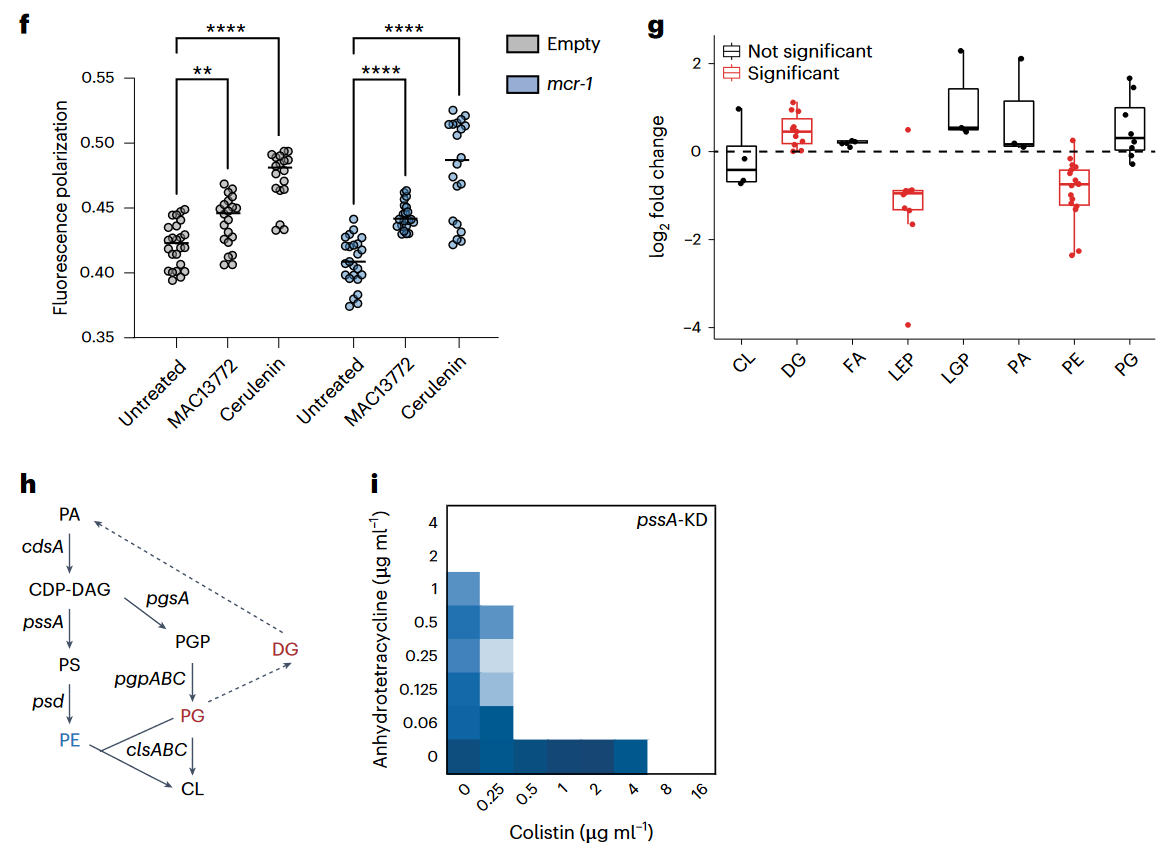 f
****
****
**
****
Empty
mcr-1
Fluorescence polarization
0.55
0.50
0.45
0.40
0.35
Untreated
MAC13772
Cerulenin
Untreated
MAC13772
Cerulenin
g
Not significant
Significant
log2 fold change
2
0
−2
−4
CL
DG
FA
LEP
LGP
PA
PE
PG
h
PA
cdsA
CDP-DAG
pgsA
pssA
PGP
DG
PS
pgpABC
psd
PG
PE
clsABC
CL
i
pssA-KD
Anhydrotetracycline (µg ml−1)
4
2
1
0.5
0.25
0.125
0.06
0
0
0.25
0.5
1
2
4
8
16
Colistin (µg ml−1)